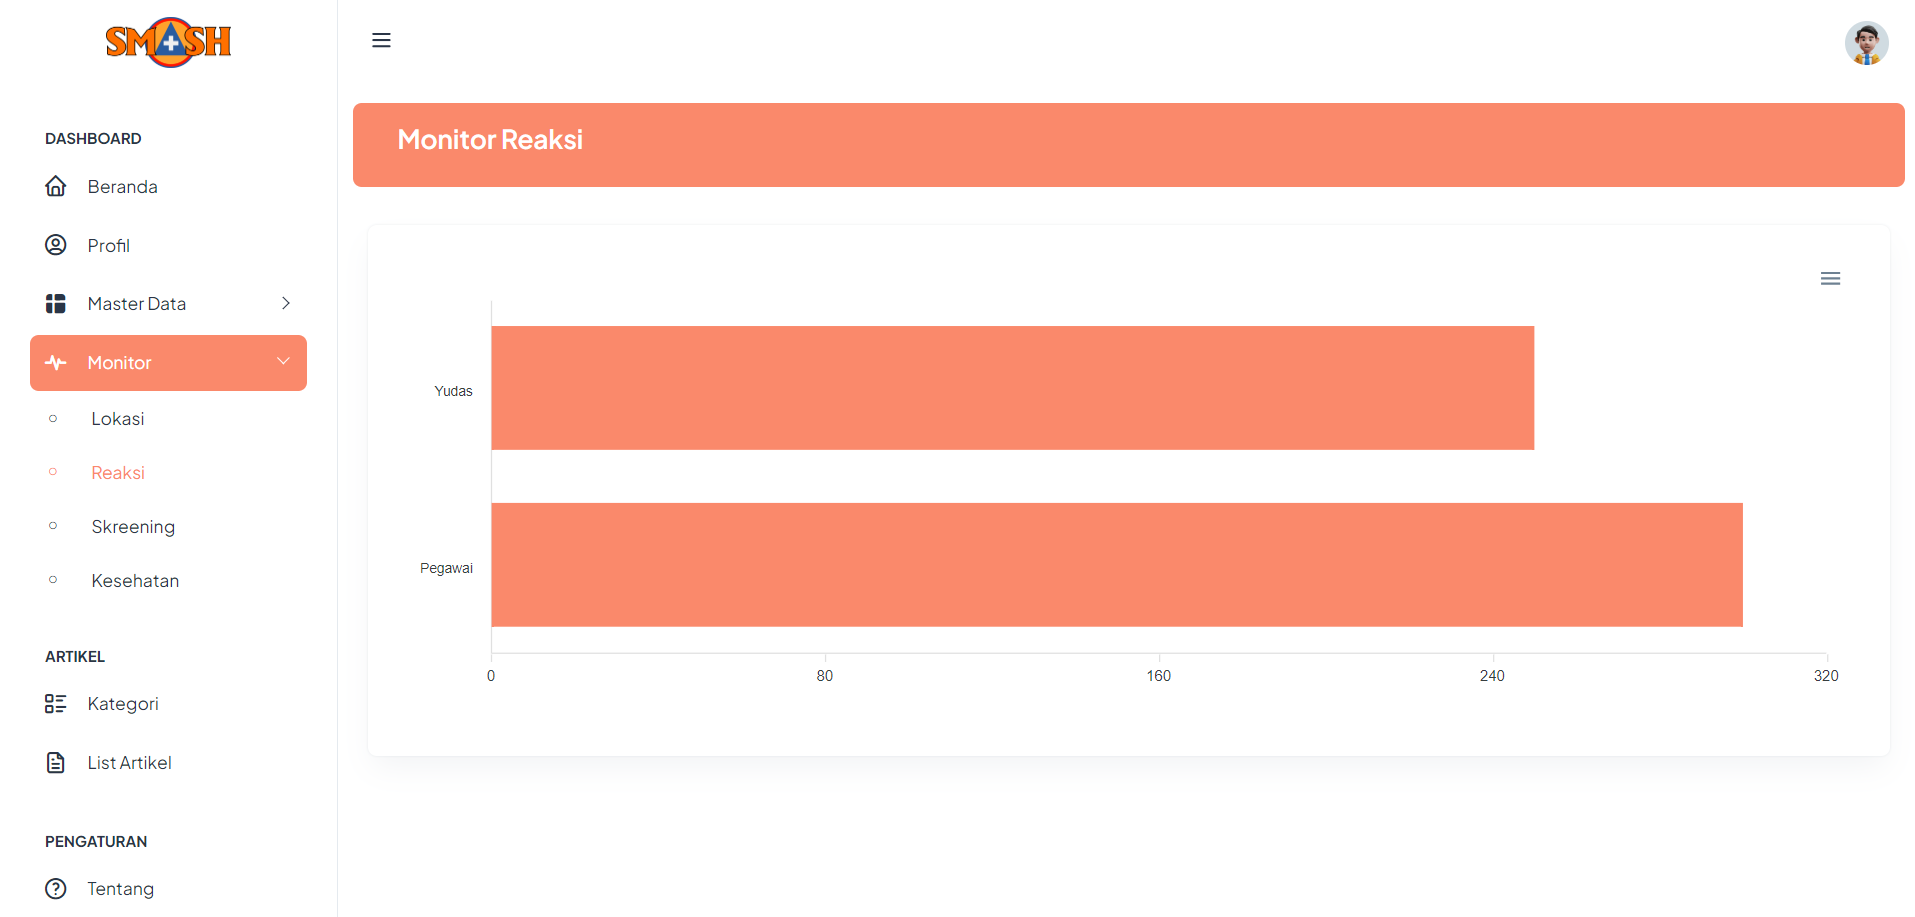 SMASH
DASHBOARD
Beranda
Profil
Master Data
Monitor
Lokasi
Reaksi
Skreening
Kesehatan
ARTIKEL
Kategori
List Artikel
PENGATURAN
Tentang
Monitor Reaksi
Yudas
Pegawai
0 80 160 240 320